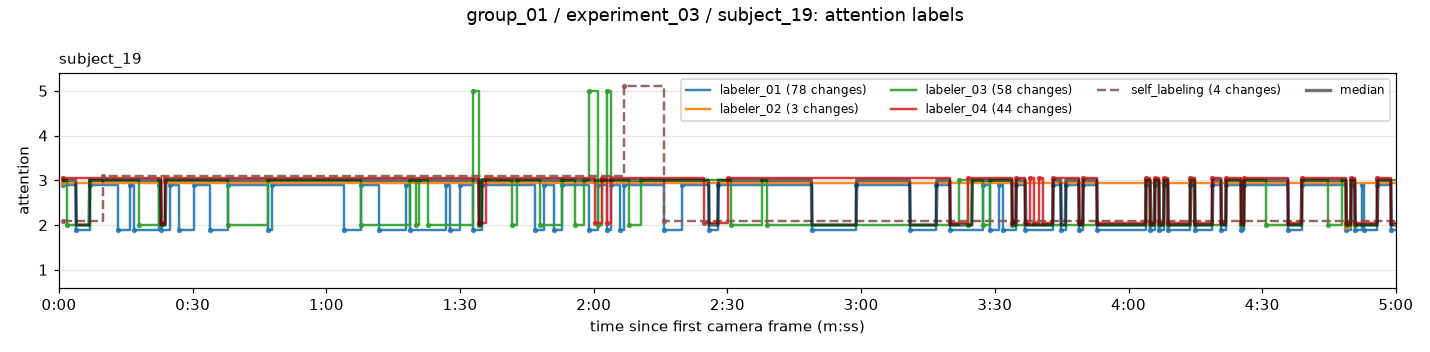 group_01 / experiment_03 / subject_19: attention labels
subject_19
labeler_01 (78 changes)
labeler_02 (3 changes)
labeler_03 (58 changes)
labeler_04 (44 changes)
self_labeling (4 changes)
median
attention
5
4
3
2
1
0:00 0:30 1:00 1:30 2:00 2:30 3:00 3:30 4:00 4:30 5:00
time since first camera frame (m:ss)